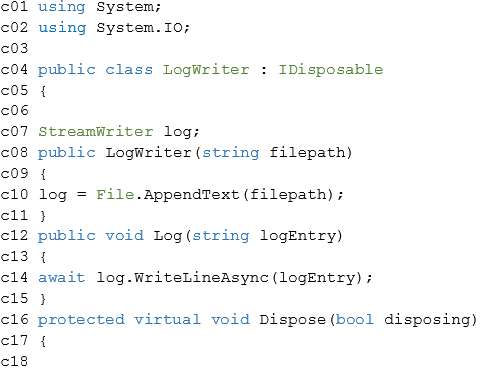 c01 using System;
c02 using System.IO;
c03
c04 public class LogWriter : IDisposable
c05 {
c06
c07 StreamWriter log;
c08 public LogWriter(string filepath)
c09 {
c10 log = File.AppendText(filepath);
c11 }
c12 public void Log(string logEntry)
c13 {
c14 await log.WriteLineAsync(logEntry);
c15 }
c16 protected virtual void Dispose(bool disposing)
c17 {
c18